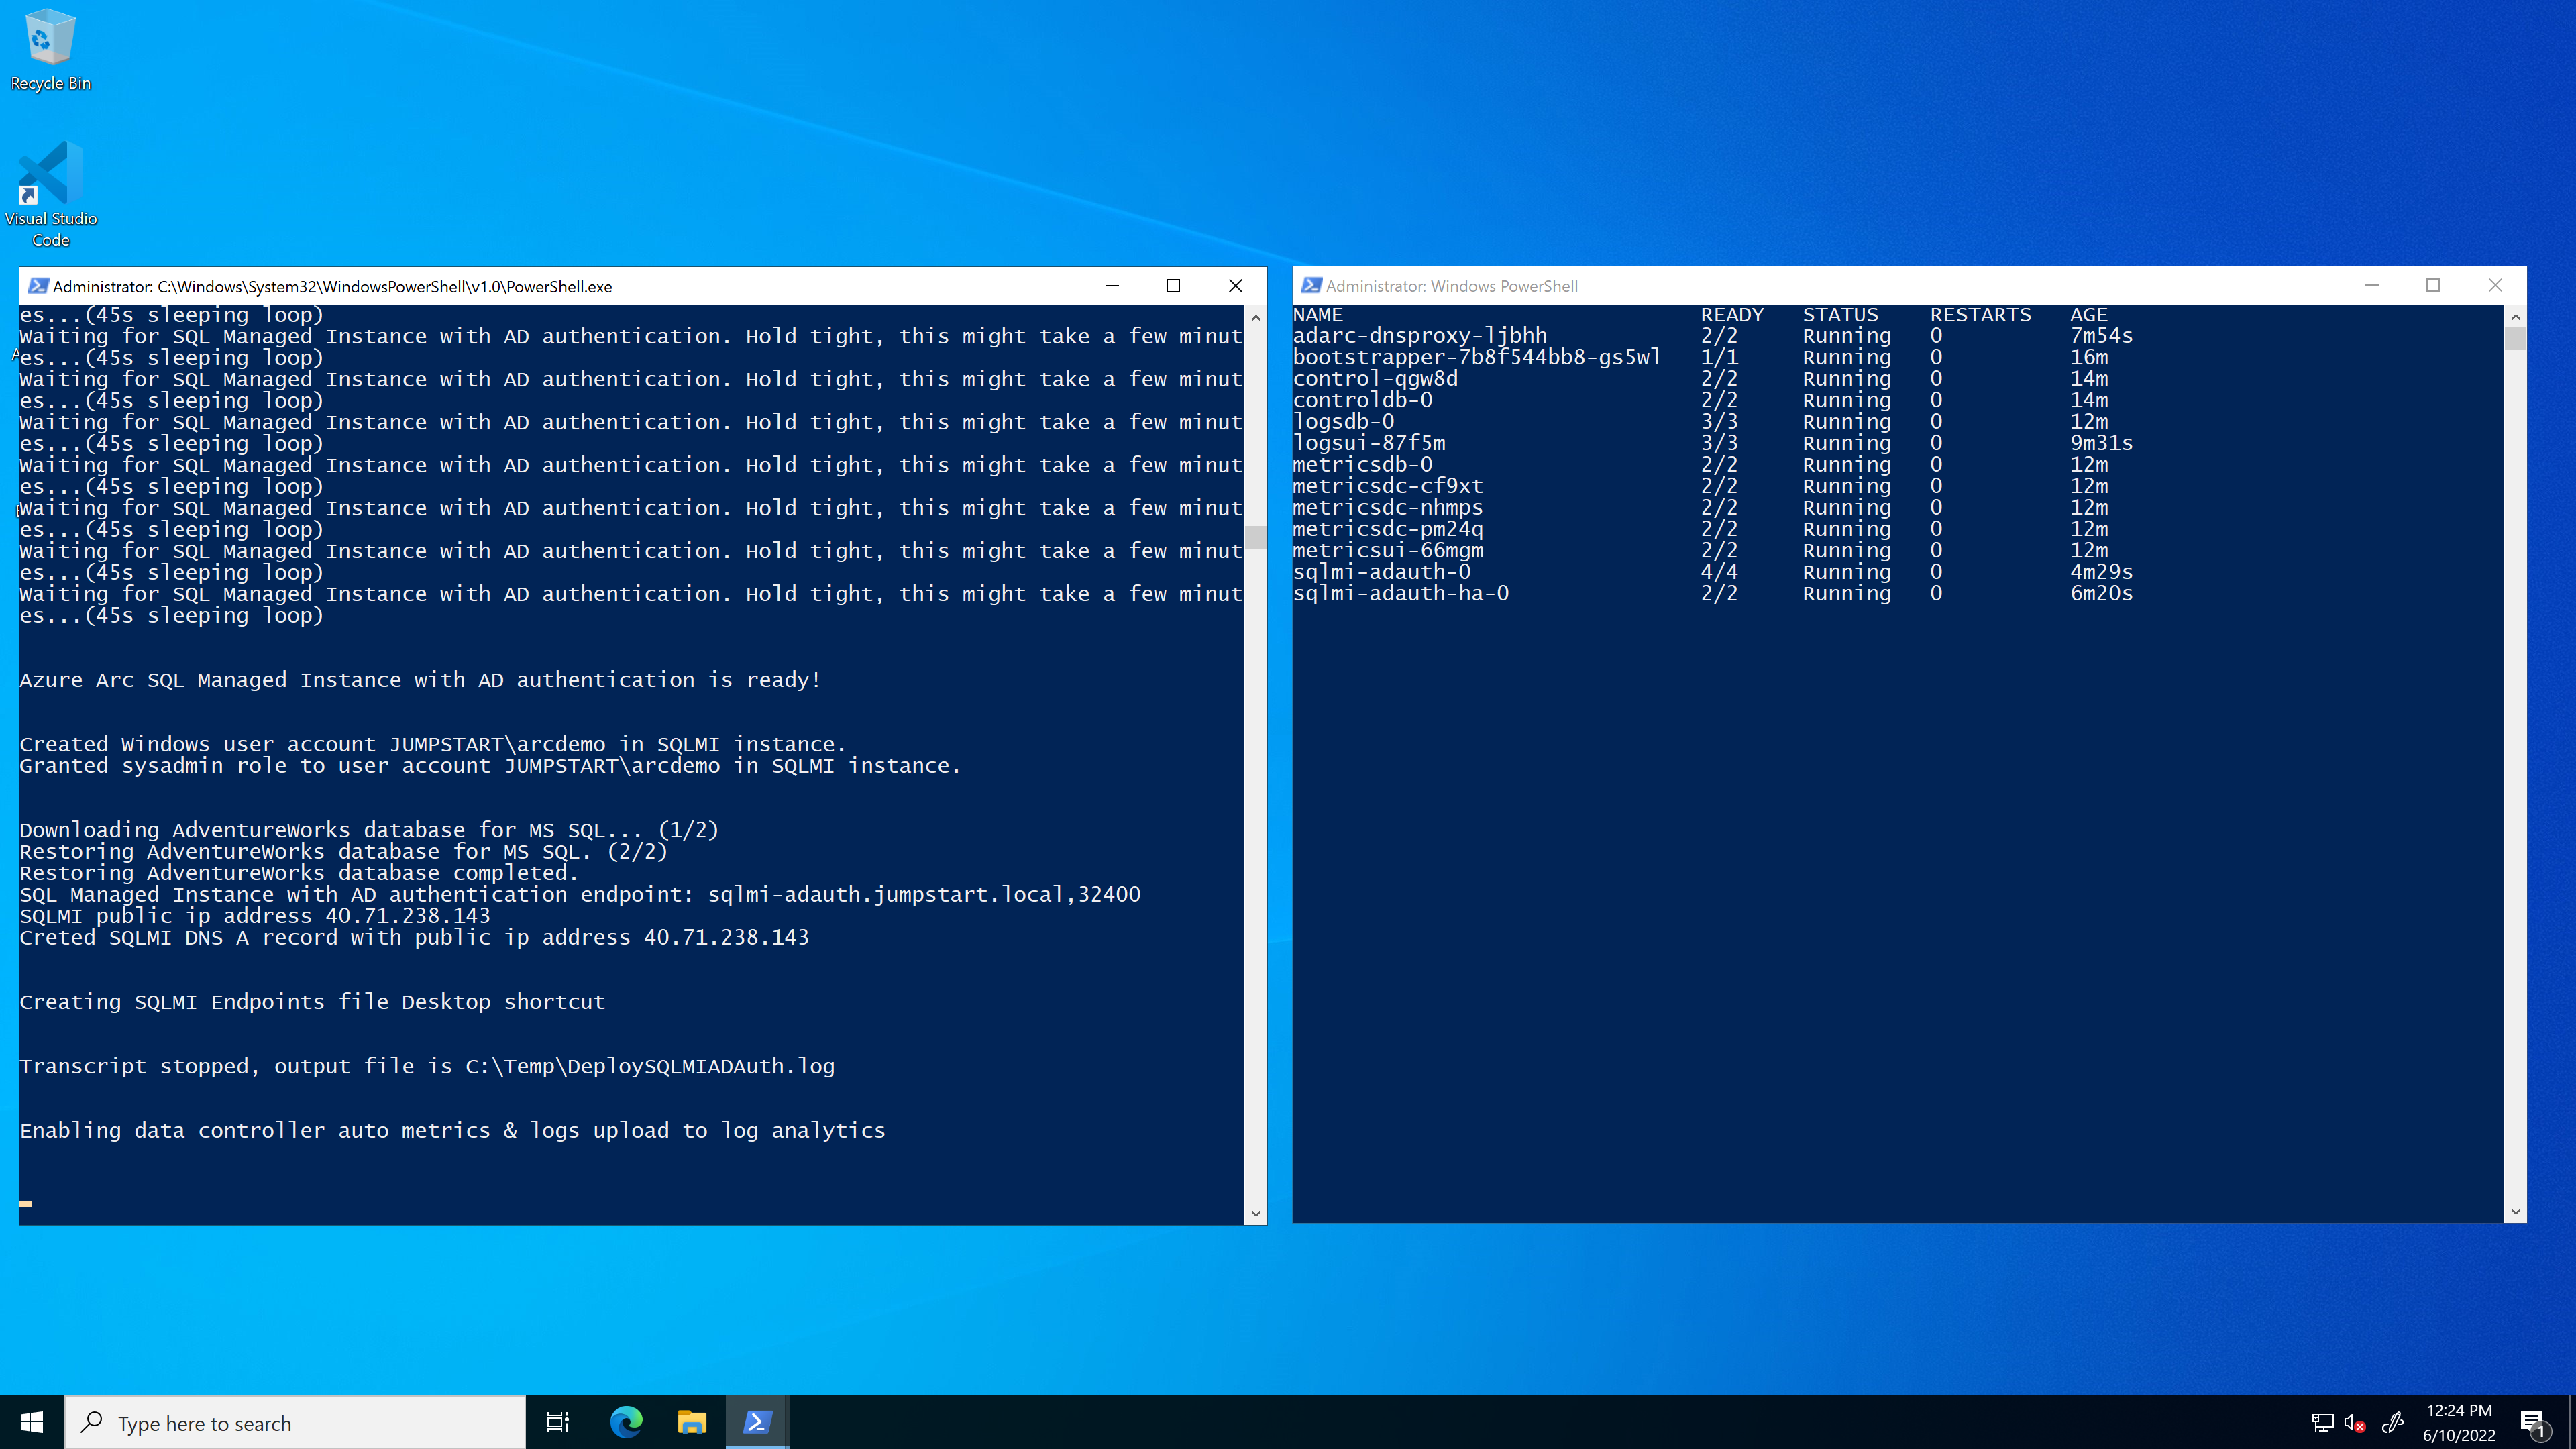 Recycle Bin
Visual Studio
Code
Administrator: C:\Windows\System32\WindowsPowerShell\v1.0\PowerShell.exe
es...(45s sleeping loop)
Waiting for SQL Managed Instance with AD authentication. Hold tight, this might take a few minut
es...(45s sleeping loop)
Waiting for SQL Managed Instance with AD authentication. Hold tight, this might take a few minut
es...(45s sleeping loop)
Waiting for SQL Managed Instance with AD authentication. Hold tight, this might take a few minut
es...(45s sleeping loop)
Waiting for SQL Managed Instance with AD authentication. Hold tight, this might take a few minut
es...(45s sleeping loop)
Waiting for SQL Managed Instance with AD authentication. Hold tight, this might take a few minut
es...(45s sleeping loop)
Waiting for SQL Managed Instance with AD authentication. Hold tight, this might take a few minut
es...(45s sleeping loop)
Waiting for SQL Managed Instance with AD authentication. Hold tight, this might take a few minut
es...(45s sleeping loop)
Azure Arc SQL Managed Instance with AD authentication is ready!
Created Windows user account JUMPSTART\arcdemo in SQLMI instance.
Granted sysadmin role to user account JUMPSTART\arcdemo in SQLMI instance.
Downloading AdventureWorks database for MS SQL... (1/2)
Restoring AdventureWorks database for MS SQL. (2/2)
Restoring AdventureWorks database completed.
SQL Managed Instance with AD authentication endpoint: sqlmi-adauth.jumpstart.local,32400
SQLMI public ip address 40.71.238.143
Creted SQLMI DNS A record with public ip address 40.71.238.143
Creating SQLMI Endpoints file Desktop shortcut
Transcript stopped, output file is C:\Temp\DeploySQLMIADAuth.log
Enabling data controller auto metrics & logs upload to log analytics
Administrator: Windows PowerShell
NAME READY STATUS RESTARTS AGE
adarc-dnsproxy-ljbhh 2/2 Running 0 7m54s
bootstrapper-7b8f544bb8-gs5wl 1/1 Running 0 16m
control-qgw8d 2/2 Running 0 14m
controldb-0 2/2 Running 0 14m
logsdb-0 3/3 Running 0 12m
logsui-87f5m 3/3 Running 0 9m31s
metricsdb-0 2/2 Running 0 12m
metricsdc-cf9xt 2/2 Running 0 12m
metricsdc-nhmps 2/2 Running 0 12m
metricsdc-pm24q 2/2 Running 0 12m
metricsui-66mgm 2/2 Running 0 12m
sqlmi-adauth-0 4/4 Running 0 4m29s
sqlmi-adauth-ha-0 2/2 Running 0 6m20s
Type here to search
12:24 PM
6/10/2022
1